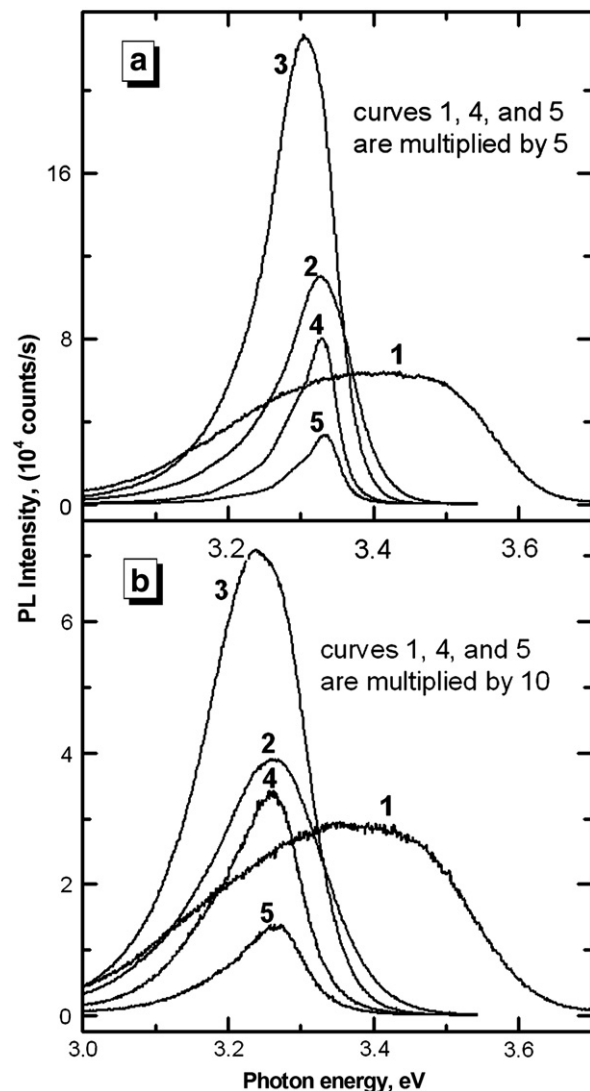 a
3
curves 1, 4, and 5
are multiplied by 5
16
2
4
8
1
5
0
PL Intensity, (10⁴ counts/s)
3.2 3.4 3.6
b
3
6
curves 1, 4, and 5
are multiplied by 10
2
4
4
1
2
5
0
3.0 3.2 3.4 3.6
Photon energy, eV